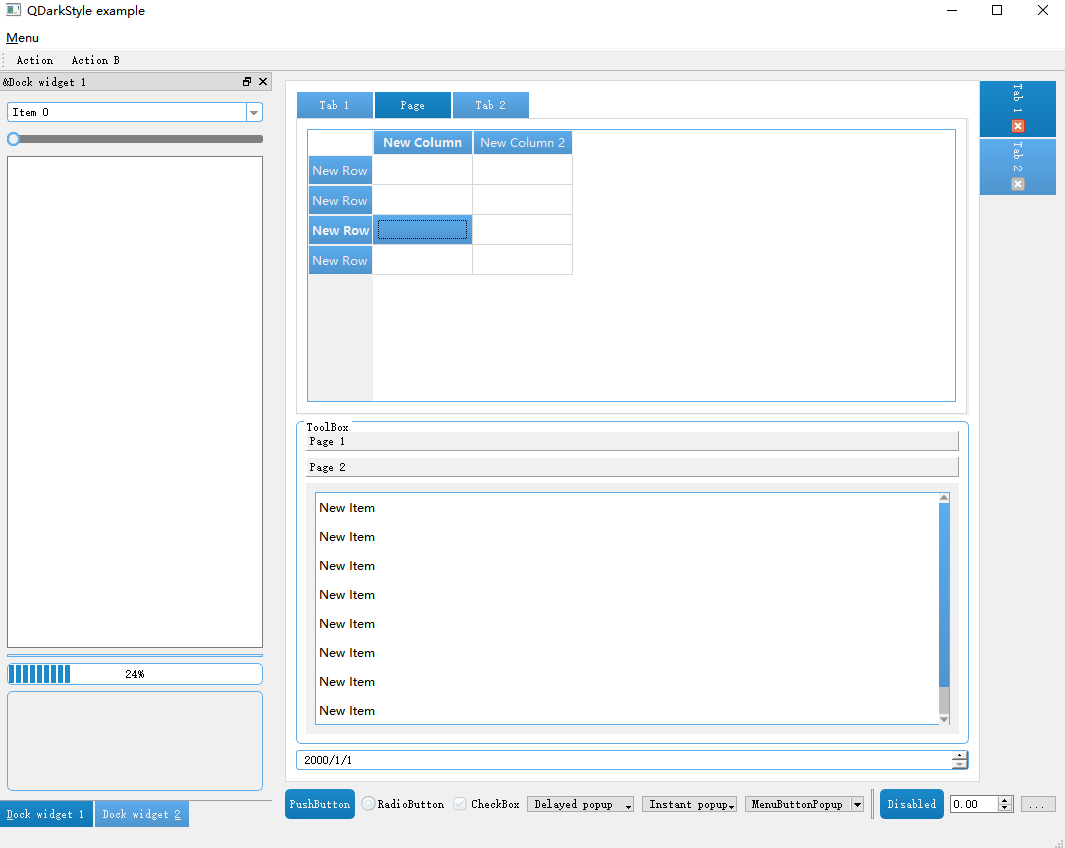 QDarkStyle example
Menu
Action Action B
&Dock widget 1
Item 0
24%
Dock widget 1 Dock widget 2
Tab 1 Page Tab 2
New Column New Column 2
New Row
New Row
New Row
New Row
ToolBox
Page 1
Page 2
New Item
New Item
New Item
New Item
New Item
New Item
New Item
New Item
2000/1/1
PushButton RadioButton CheckBox Delayed popup Instant popup MenuButtonPopup Disabled 0.00 ...
Tab 1
Tab 2